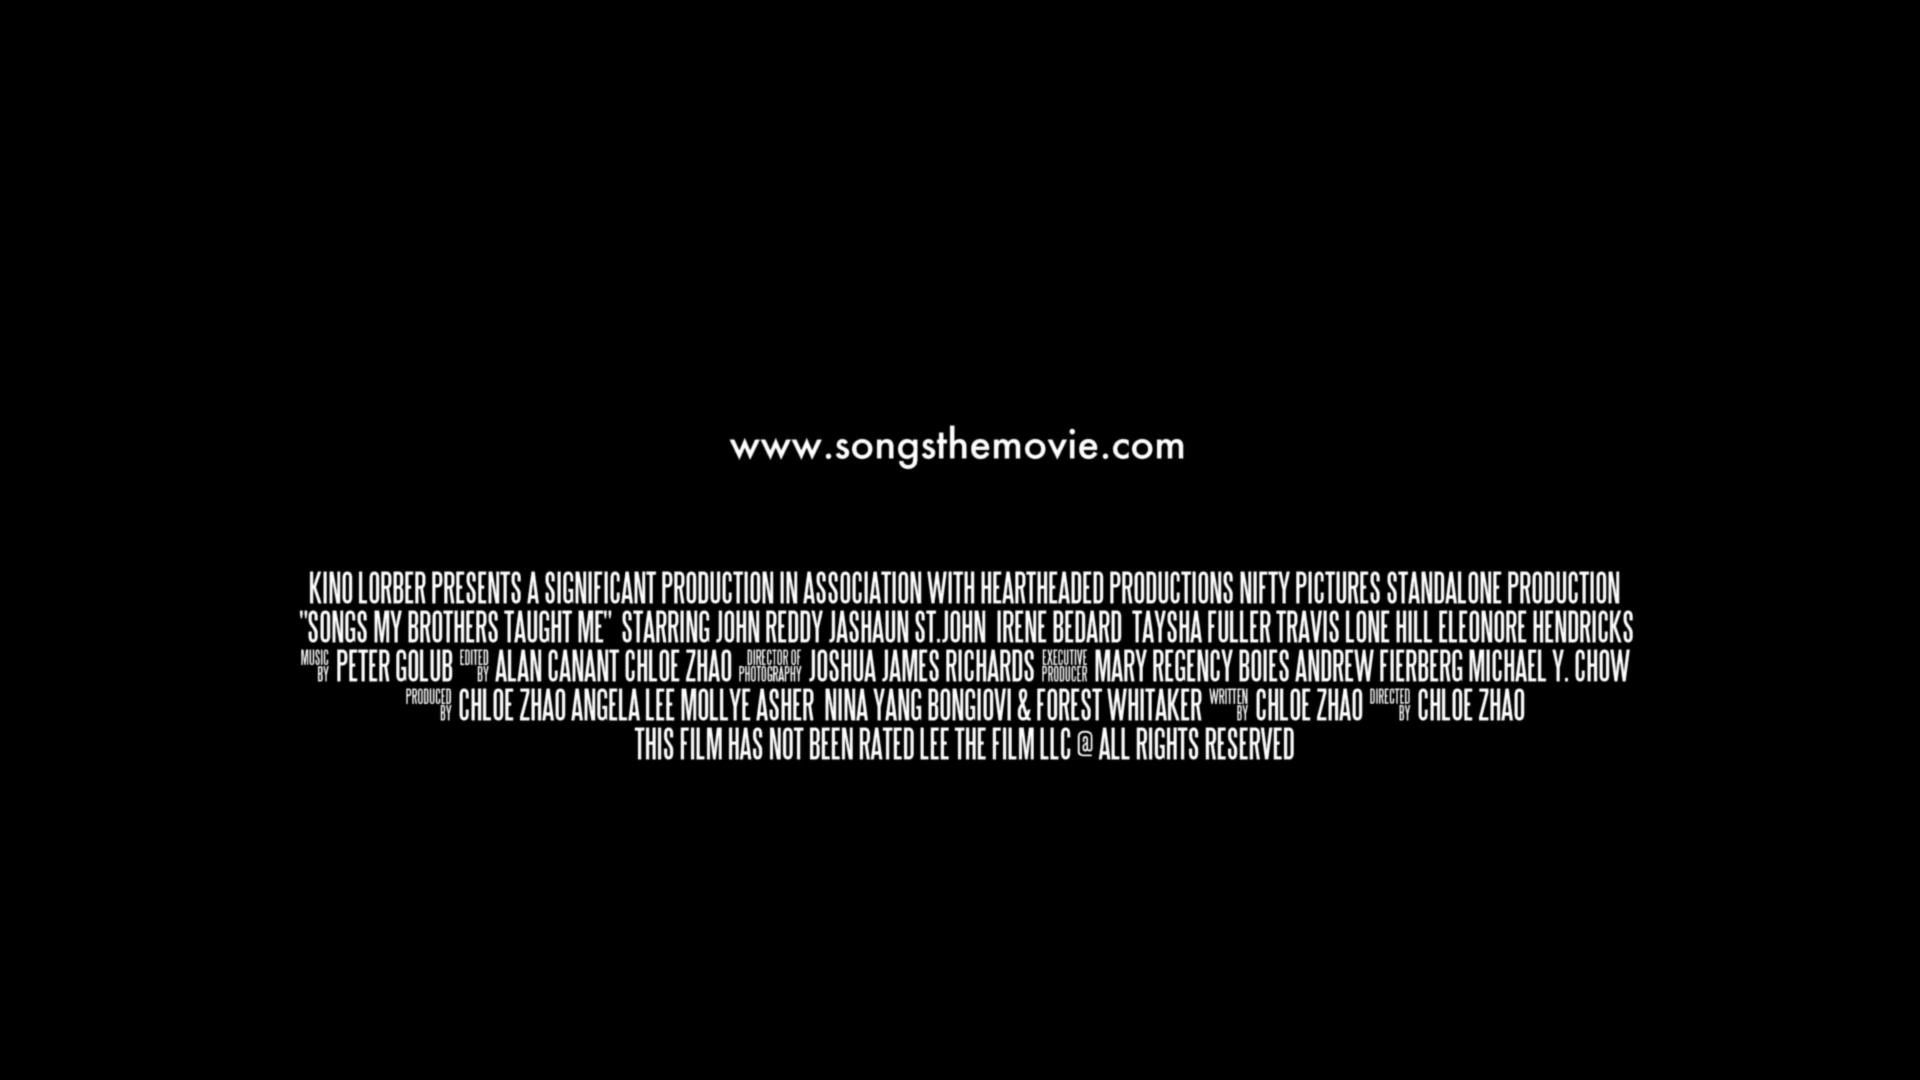 www.songsthemovie.com
KINO LORBER PRESENTS A SIGNIFICANT PRODUCTION IN ASSOCIATION WITH HEARTHEADED PRODUCTIONS NIFTY PICTURES STANDALONE PRODUCTION
"SONGS MY BROTHERS TAUGHT ME" STARRING JOHN REDDY JASHAUN ST.JOHN IRENE BEDARD TAYSHA FULLER TRAVIS LONE HILL ELEONORE HENDRICKS
MUSIC BY PETER GOLUB EDITED BY ALAN CANANT CHLOE ZHAO DIRECTOR OF PHOTOGRAPHY JOSHUA JAMES RICHARDS EXECUTIVE PRODUCER MARY REGENCY BOIES ANDREW FIERBERG MICHAEL Y. CHOW
PRODUCED BY CHLOE ZHAO ANGELA LEE MOLLYE ASHER NINA YANG BONGIOVI & FOREST WHITAKER WRITTEN BY CHLOE ZHAO DIRECTED BY CHLOE ZHAO
THIS FILM HAS NOT BEEN RATED LEE THE FILM LLC @ ALL RIGHTS RESERVED